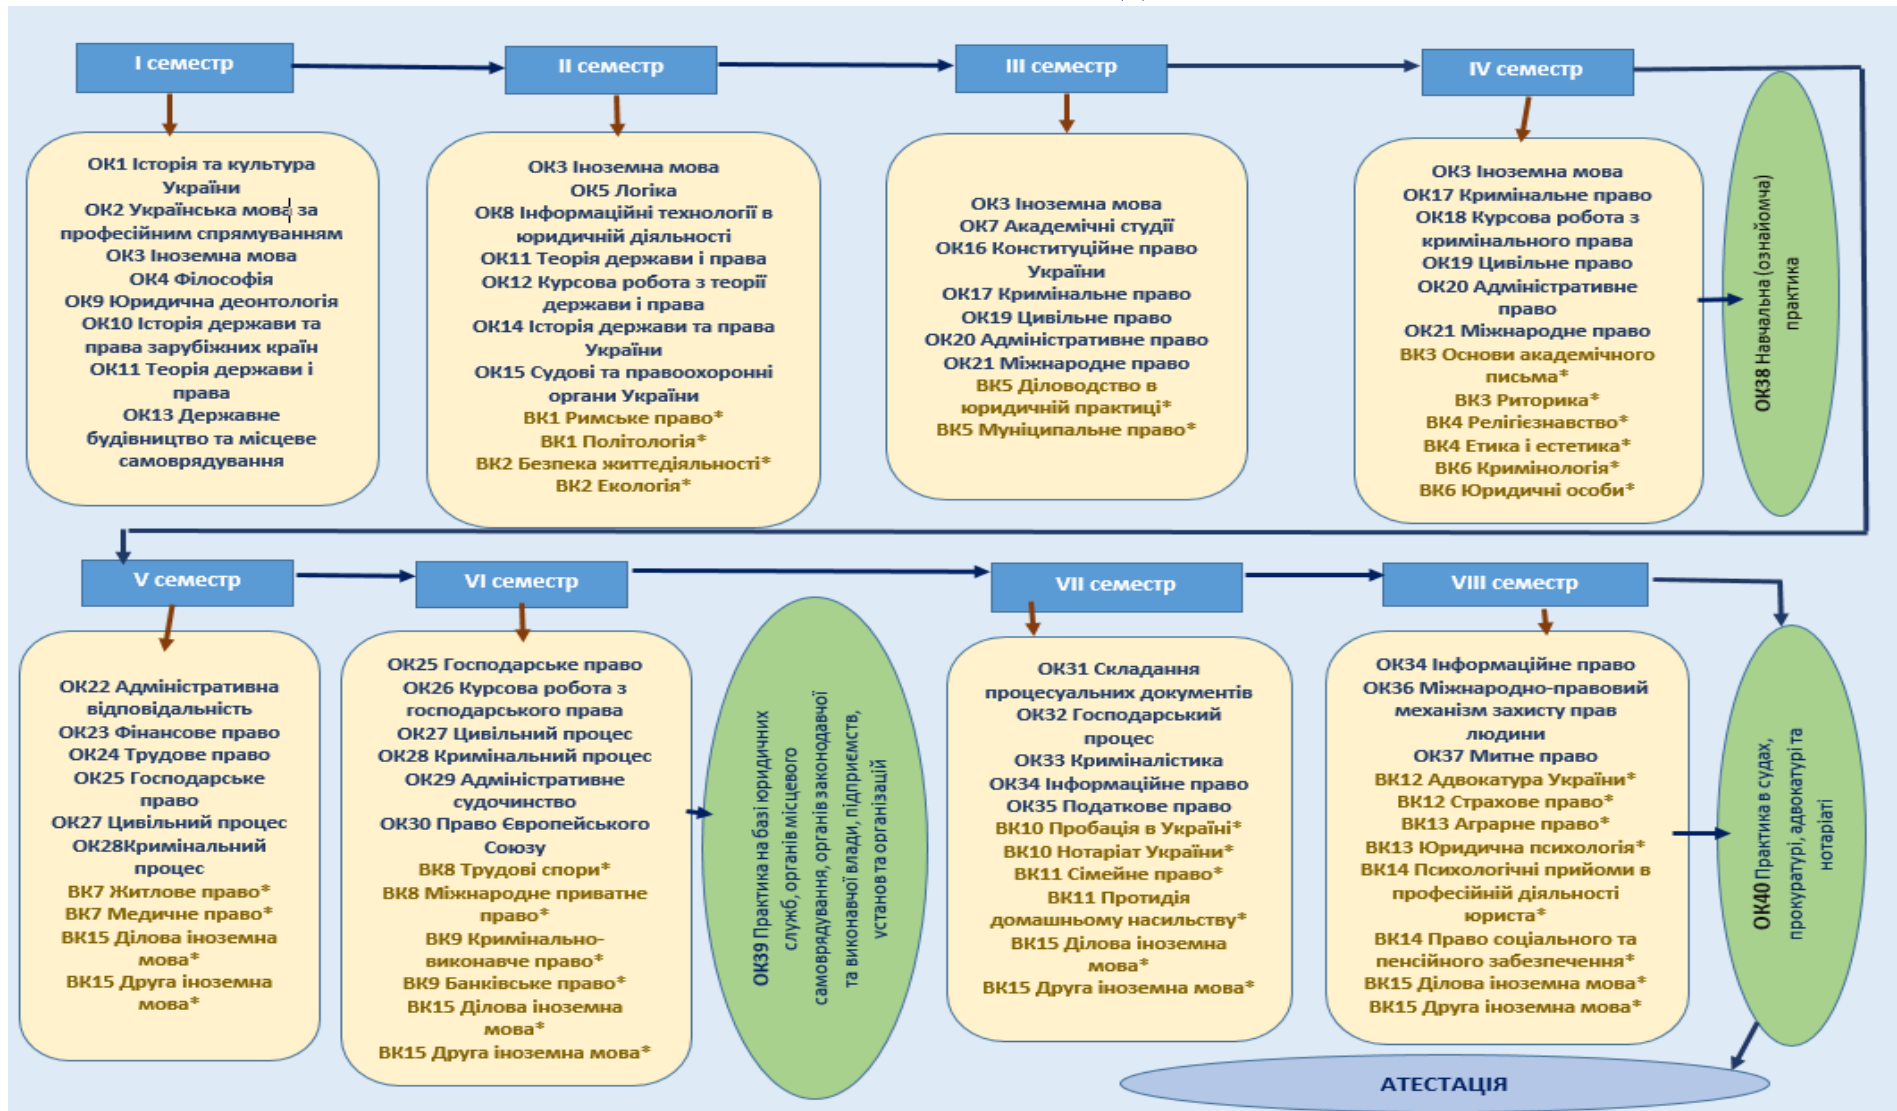 I семестр
II семестр
III семестр
IV семестр
ОК1 Історія та культура
України
ОК2 Українська мова за
професійним спрямуванням
ОК3 Іноземна мова
ОК4 Філософія
ОК9 Юридична деонтологія
ОК10 Історія держави та
права зарубіжних країн
ОК11 Теорія держави і
права
ОК13 Державне
будівництво та місцеве
самоврядування
ОК3 Іноземна мова
ОК5 Логіка
ОК8 Інформаційні технології в
юридичній діяльності
ОК11 Теорія держави і права
ОК12 Курсова робота з теорії
держави і права
ОК14 Історія держави та права
України
ОК15 Судові та правоохоронні
органи України
ВК1 Римське право*
ВК1 Політологія*
ВК2 Безпека життєдіяльності*
ВК2 Екологія*
ОК3 Іноземна мова
ОК7 Академічні студії
ОК16 Конституційне право
України
ОК17 Кримінальне право
ОК19 Цивільне право
ОК20 Адміністративне право
ОК21 Міжнародне право
ВК5 Діловодство в
юридичній практиці*
ВК5 Муніципальне право*
ОК3 Іноземна мова
ОК17 Кримінальне право
ОК18 Курсова робота з
кримінального права
ОК19 Цивільне право
ОК20 Адміністративне
право
ОК21 Міжнародне право
ВК3 Основи академічного
письма*
ВК3 Риторика*
ВК4 Релігієзнавство*
ВК4 Етика і естетика*
ВК6 Кримінологія*
ВК6 Юридичні особи*
ОК38 Навчальна (ознайомча)
практика
V семестр
VI семестр
VII семестр
VIII семестр
ОК22 Адміністративна
відповідальність
ОК23 Фінансове право
ОК24 Трудове право
ОК25 Господарське
право
ОК27 Цивільний процес
ОК28Кримінальний
процес
ВК7 Житлове право*
ВК7 Медичне право*
ВК15 Ділова іноземна
мова*
ВК15 Друга іноземна
мова*
ОК25 Господарське право
ОК26 Курсова робота з
господарського права
ОК27 Цивільний процес
ОК28 Кримінальний процес
ОК29 Адміністративне
судочинство
ОК30 Право Європейського
Союзу
ВК8 Трудові спори*
ВК8 Міжнародне приватне
право*
ВК9 Кримінально-
виконавче право*
ВК9 Банківське право*
ВК15 Ділова іноземна
мова*
ВК15 Друга іноземна мова*
ОК39 Практика на базі юридичних
служб, органів місцевого
самоврядування, органів законодавчої
та виконавчої влади, підприємств,
установ та організацій
ОК31 Складання
процесуальних документів
ОК32 Господарський
процес
ОК33 Криміналістика
ОК34 Інформаційне право
ОК35 Податкове право
ВК10 Пробація в Україні*
ВК10 Нотаріат України*
ВК11 Сімейне право*
ВК11 Протидія
домашньому насильству*
ВК15 Ділова іноземна
мова*
ВК15 Друга іноземна мова*
ОК34 Інформаційне право
ОК36 Міжнародно-правовий
механізм захисту прав
людини
ОК37 Митне право
ВК12 Адвокатура України*
ВК12 Страхове право*
ВК13 Аграрне право*
ВК13 Юридична психологія*
ВК14 Психологічні прийоми в
професійній діяльності
юриста*
ВК14 Право соціального та
пенсійного забезпечення*
ВК15 Ділова іноземна мова*
ВК15 Друга іноземна мова*
ОК40 Практика в судах,
прокуратурі, адвокатурі та
нотаріаті
АТЕСТАЦІЯ